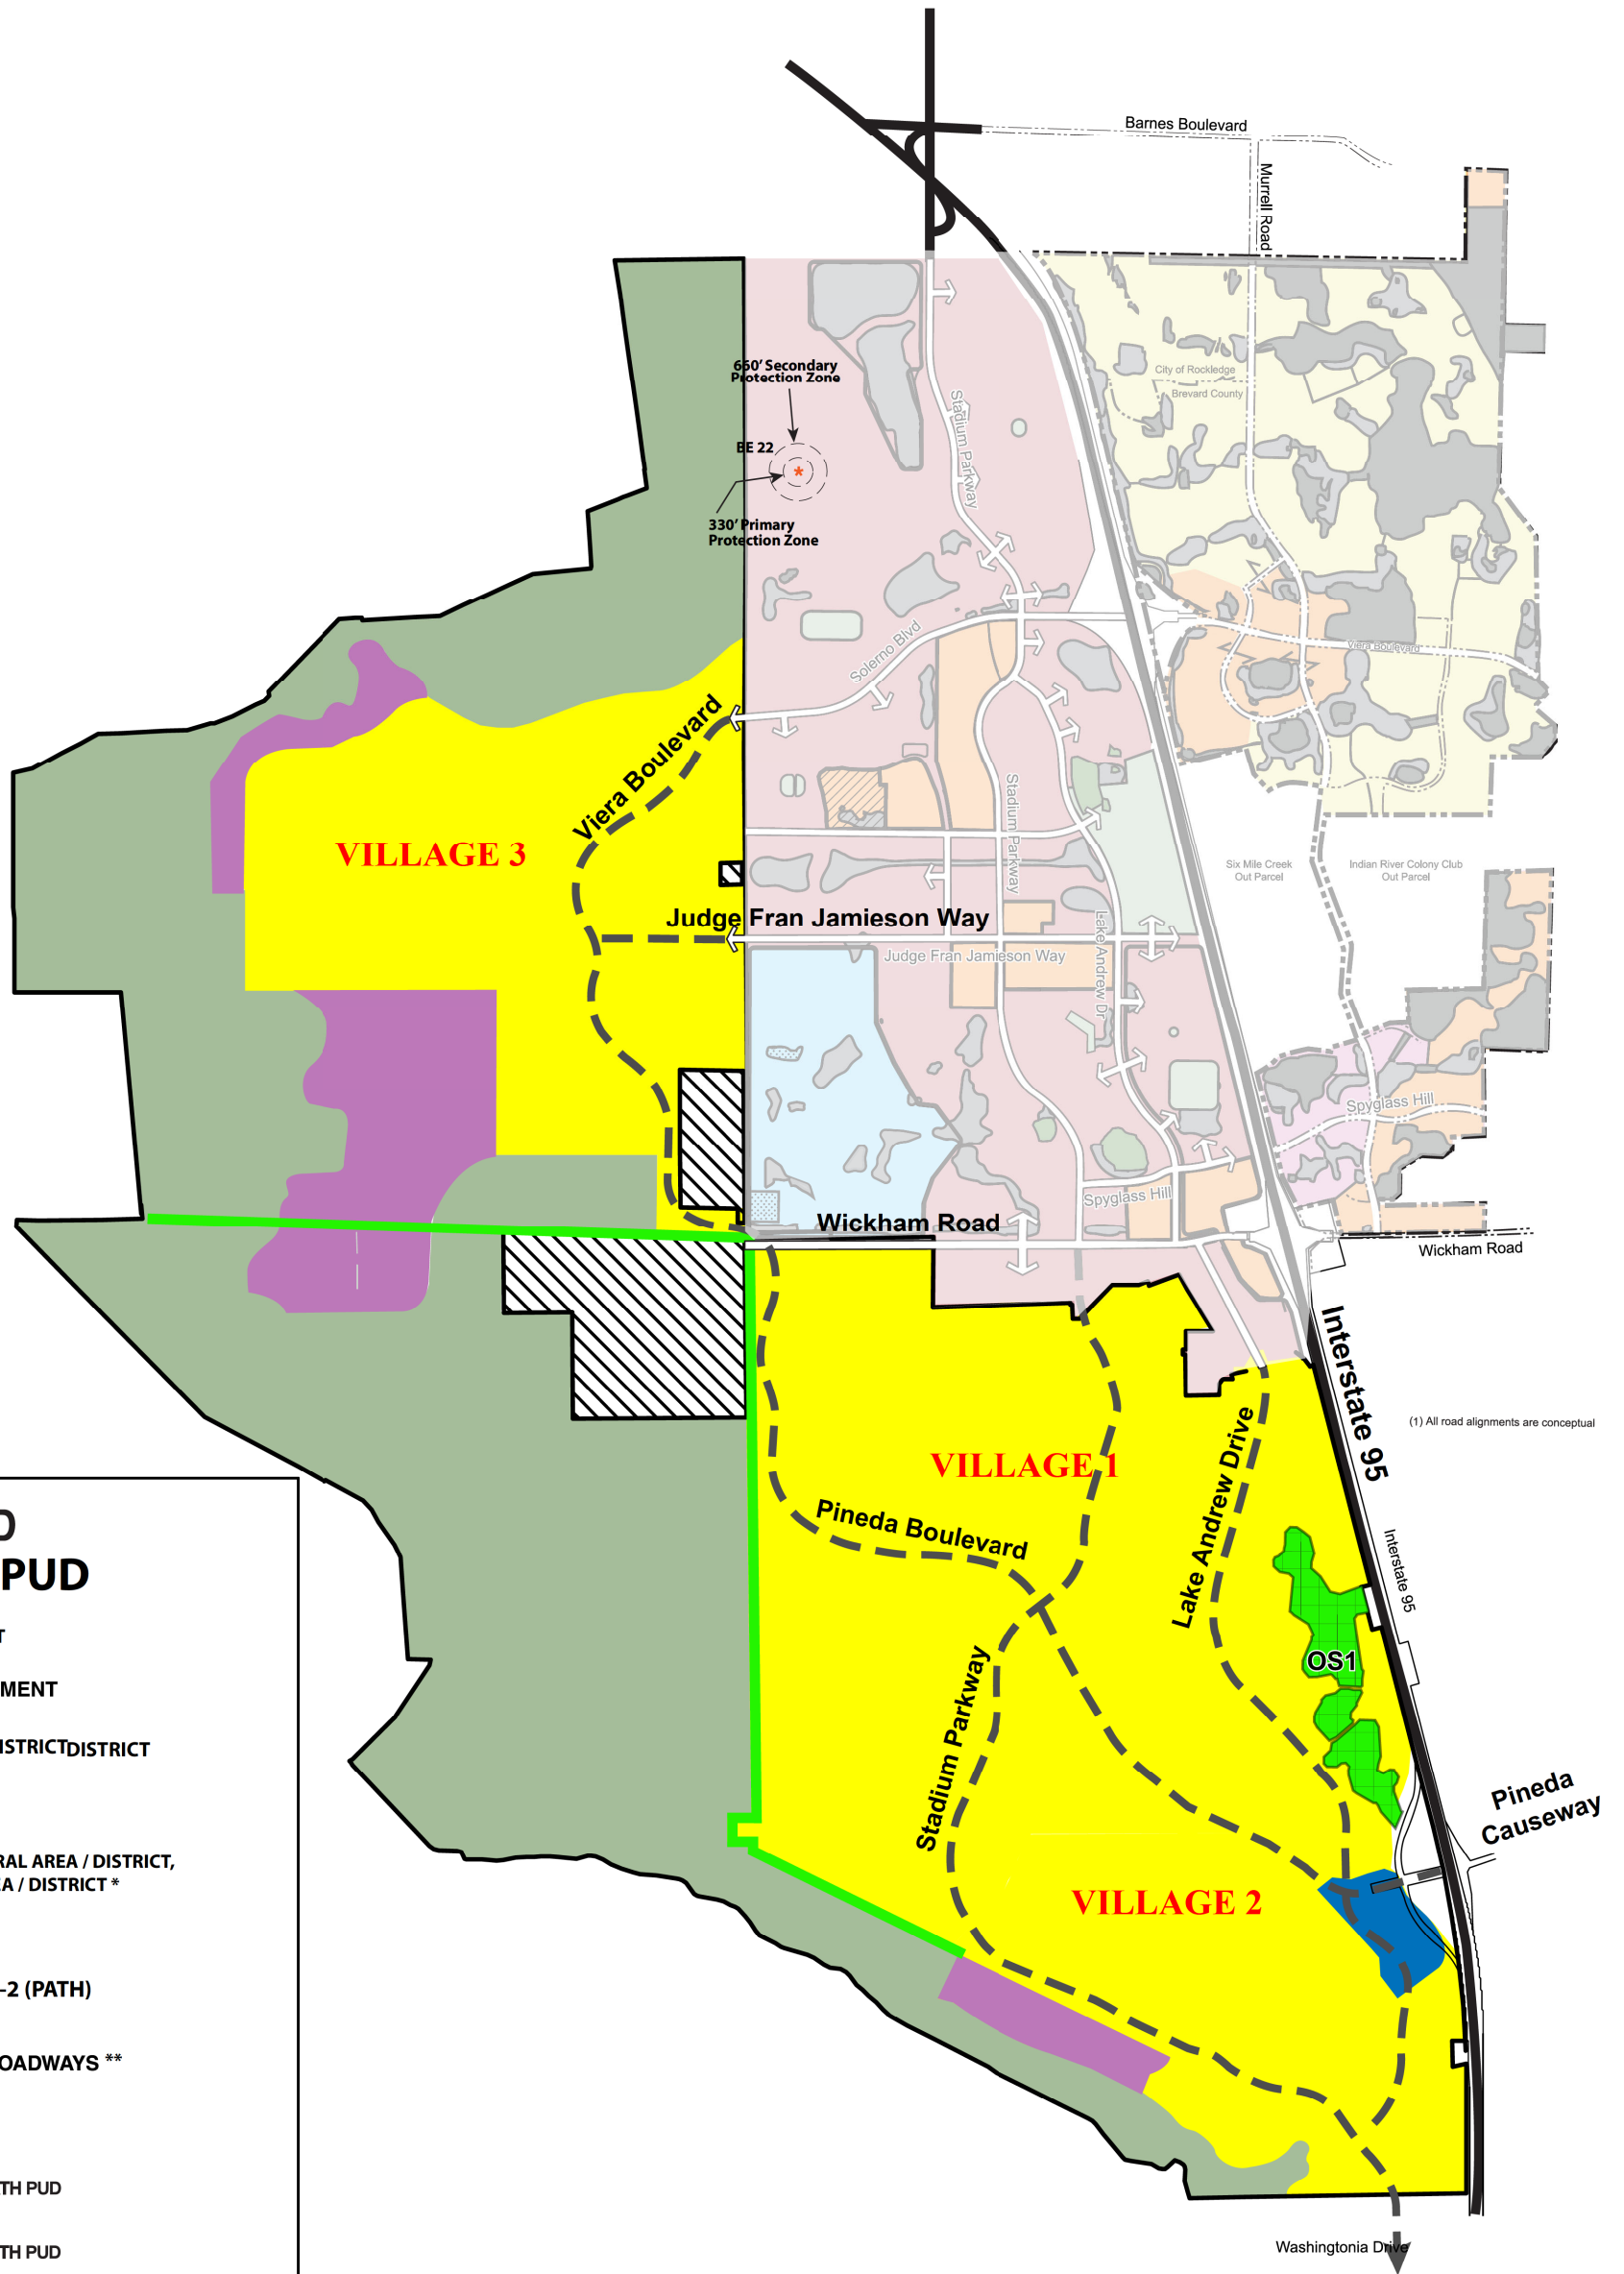 Barnes Boulevard
Murrell Road
City of Rockledge
Brevard County
660' Secondary
Protection Zone
BE 22
330' Primary
Protection Zone
Stadium Parkway
Solerno Blvd
Viera Boulevard
Viera Boulevard
VILLAGE 3
Stadium Parkway
Six Mile Creek
Out Parcel
Indian River Colony Club
Out Parcel
Judge Fran Jamieson Way
Judge Fran Jamieson Way
Lake Andrew Dr
Spyglass Hill
Spyglass Hill
Wickham Road
Wickham Road
Interstate 95
(1) All road alignments are conceptual
VILLAGE 1
Lake Andrew Drive
Pineda Boulevard
Interstate 95
OS1
Stadium Parkway
Pineda
Causeway
VILLAGE 2
Washingtonia Drive
D
PUD
T
MENT
ISTRICTDISTRICT
RAL AREA / DISTRICT,
EA / DISTRICT *
-2 (PATH)
OADWAYS **
TH PUD
TH PUD